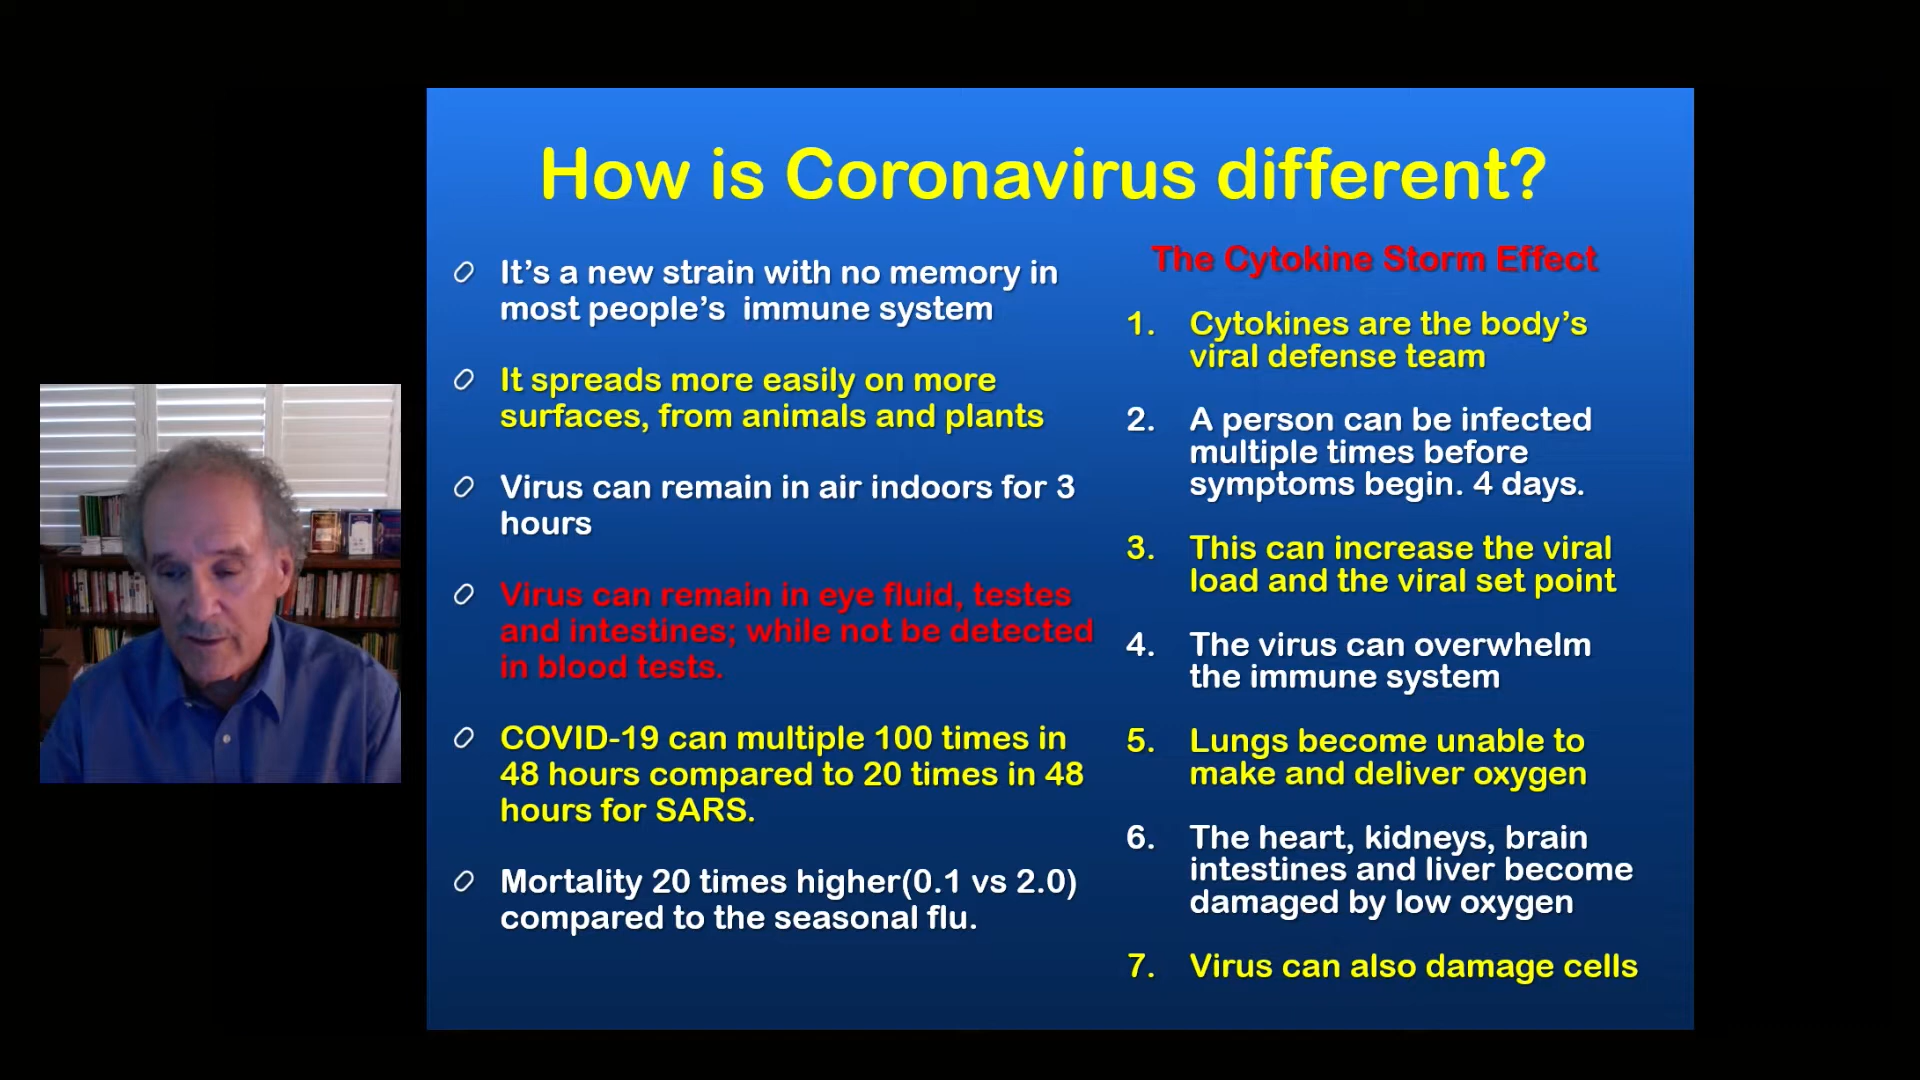 How is Coronavirus different?
It's a new strain with no memory in
most people's  immune system
It spreads more easily on more
surfaces, from animals and plants
Virus can remain in air indoors for 3
hours
Virus can remain in eye fluid, testes
and intestines; while not be detected
in blood tests.
COVID-19 can multiple 100 times in
48 hours compared to 20 times in 48
hours for SARS.
Mortality 20 times higher(0.1 vs 2.0)
compared to the seasonal flu.
The Cytokine Storm Effect
1. Cytokines are the body's
viral defense team
2. A person can be infected
multiple times before
symptoms begin. 4 days.
3. This can increase the viral
load and the viral set point
4. The virus can overwhelm
the immune system
5. Lungs become unable to
make and deliver oxygen
6. The heart, kidneys, brain
intestines and liver become
damaged by low oxygen
7. Virus can also damage cells